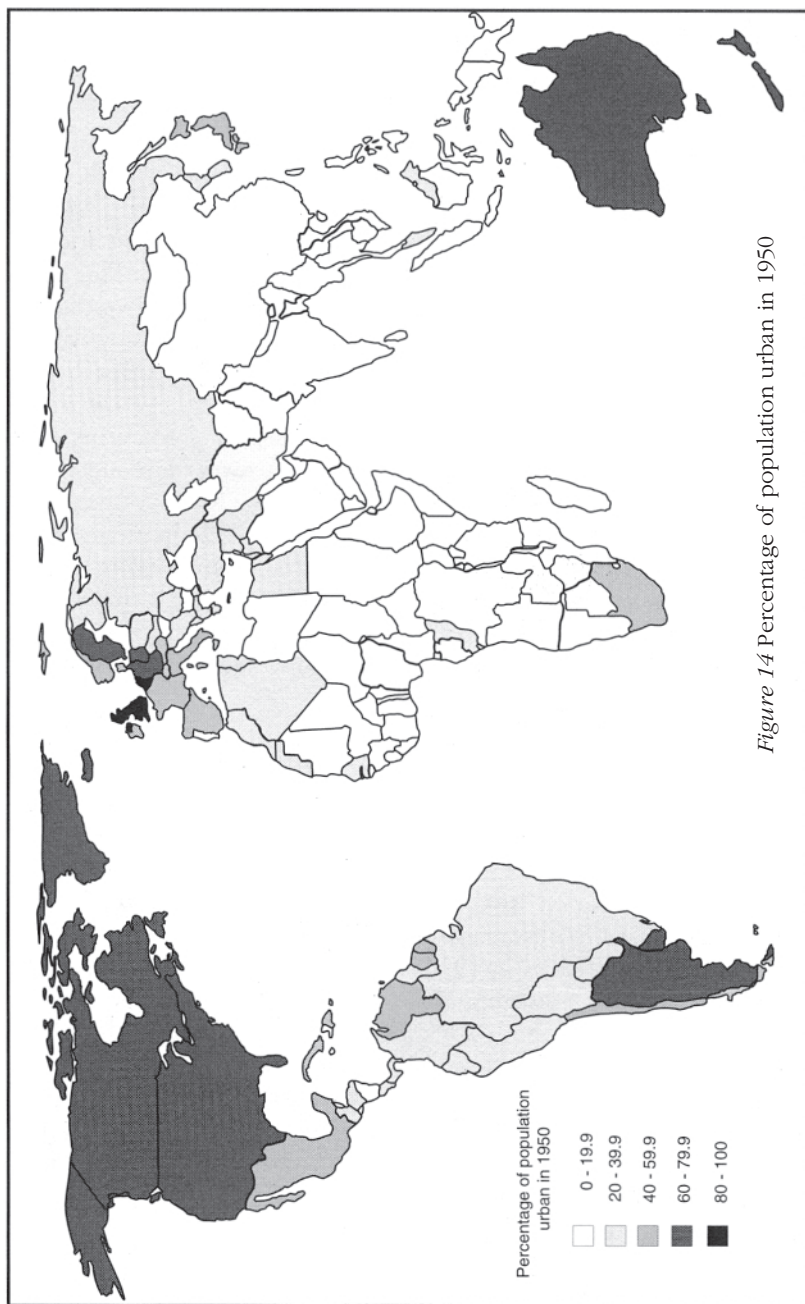 Percentage of population
urban in 1950
0 - 19.9
20 - 39.9
40 - 59.9
60 - 79.9
80 - 100
Figure 14 Percentage of population urban in 1950